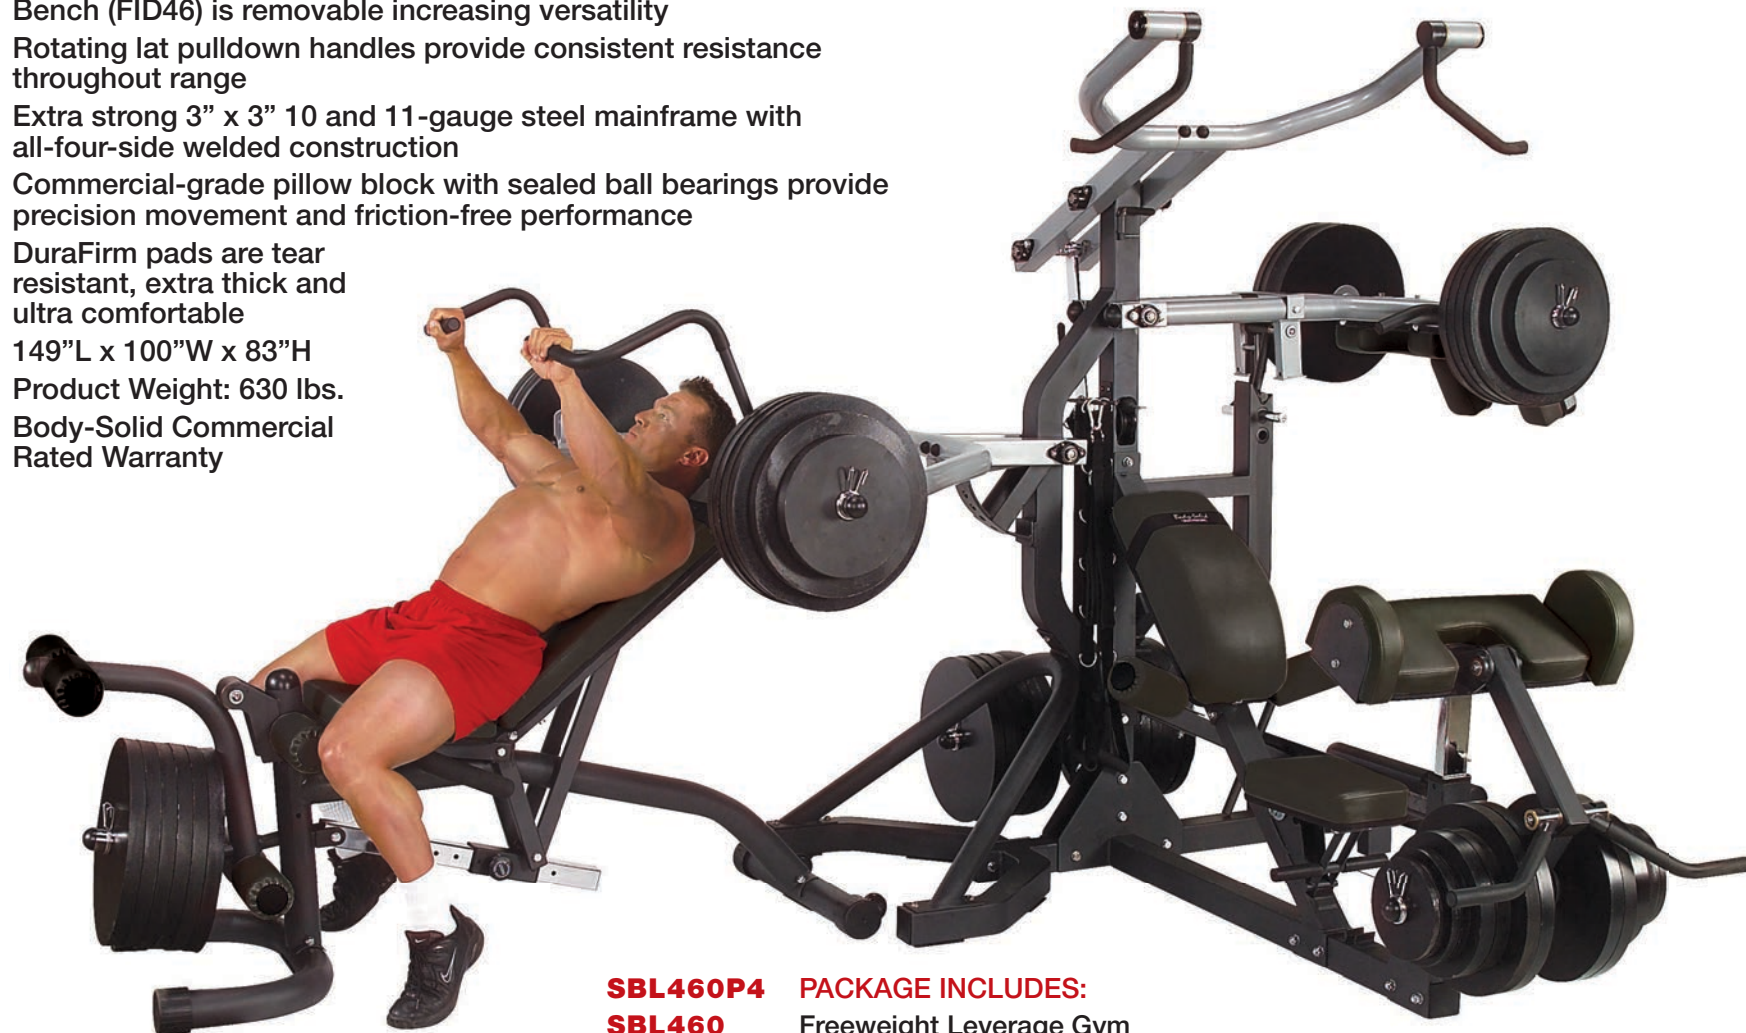 Bench (FID46) is removable increasing versatility
Rotating lat pulldown handles provide consistent resistance
throughout range
Extra strong 3” x 3” 10 and 11-gauge steel mainframe with
all-four-side welded construction
Commercial-grade pillow block with sealed ball bearings provide
precision movement and friction-free performance
DuraFirm pads are tear
resistant, extra thick and
ultra comfortable
149”L x 100”W x 83”H
Product Weight: 630 lbs.
Body-Solid Commercial
Rated Warranty
SBL460P4 PACKAGE INCLUDES:
SBL460 Freeweight Leverage Gym